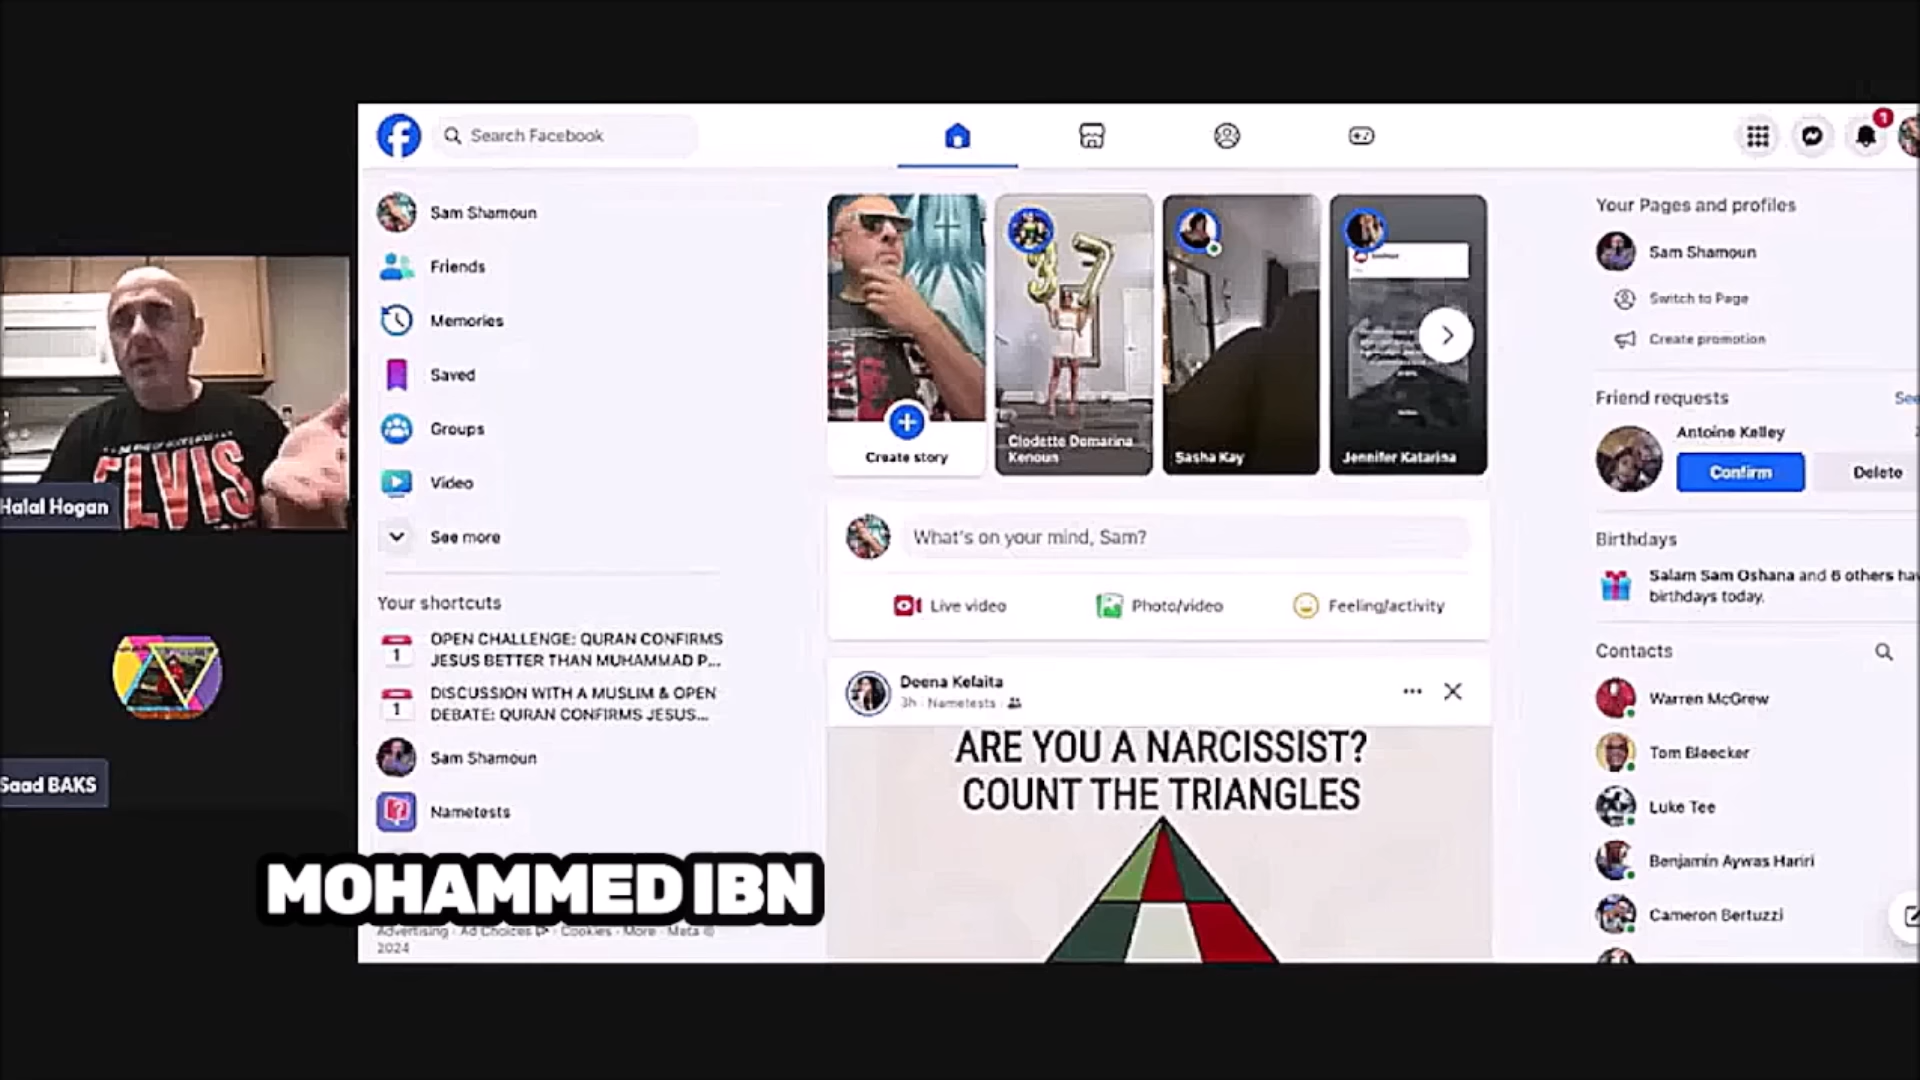 Search Facebook
1
Sam Shamoun
Friends
Memories
Saved
Groups
Video
See more
Your shortcuts
1
OPEN CHALLENGE: QURAN CONFIRMS
JESUS BETTER THAN MUHAMMAD P...
1
DISCUSSION WITH A MUSLIM & OPEN
DEBATE: QURAN CONFIRMS JESUS...
Sam Shamoun
Nametests
Advertising · Ad Choices · Cookies · More · Meta ©
2024
Create story
37
Clodette Demarina
Kenoun
Sasha Kay
Jennifer Katarina
What's on your mind, Sam?
Live video
Photo/video
Feeling/activity
Deena Kelaita
3h · Nametests ·
ARE YOU A NARCISSIST?
COUNT THE TRIANGLES
Your Pages and profiles
Sam Shamoun
Switch to Page
Create promotion
Friend requests
See
Antoine Kelley
Confirm
Delete
Birthdays
Salam Sam Oshana and 6 others ha
birthdays today.
Contacts
Warren McGrew
Tom Bleecker
Luke Tee
Benjamin Aywas Hariri
Cameron Bertuzzi
ELVIS
Halal Hogan
Saad BAKS
MOHAMMED IBN